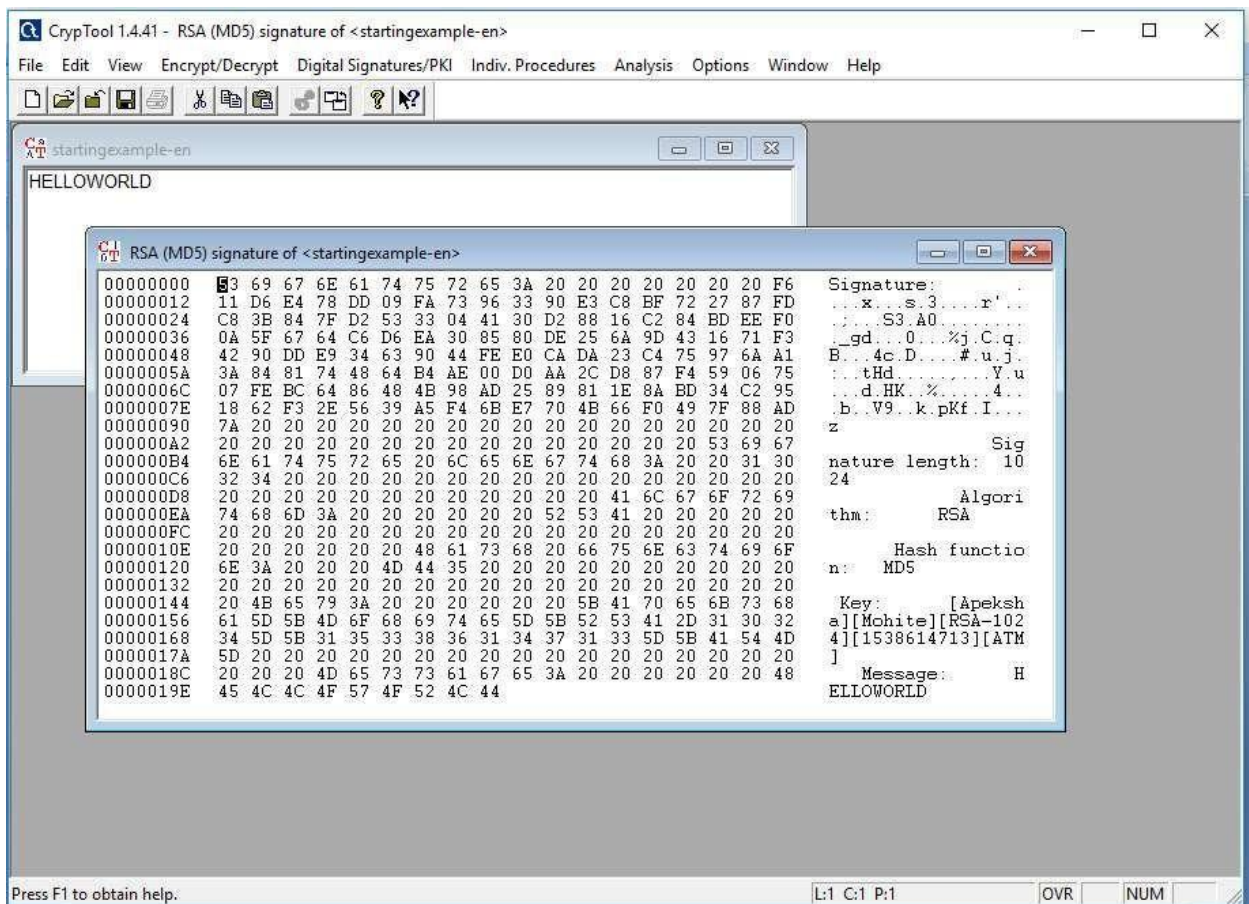 CrypTool 1.4.41 - RSA (MD5) signature of <startingexample-en>
File Edit View Encrypt/Decrypt Digital Signatures/PKI Indiv. Procedures Analysis Options Window Help
startingexample-en
HELLOWORLD
RSA (MD5) signature of <startingexample-en>
00000000 53 69 67 6E 61 74 75 72 65 3A 20 20 20 20 20 20 20 F6 Signature: .
00000012 11 D6 E4 78 DD 09 FA 73 96 33 90 E3 C8 BF 72 27 87 FD ...x...s.3....r'..
00000024 C8 3B 84 7F D2 53 33 04 41 30 D2 88 16 C2 84 BD EE F0 .;...S3.A0........
00000036 0A 5F 67 64 C6 D6 EA 30 85 80 DE 25 6A 9D 43 16 71 F3 ._gd...0...%j.C.q.
00000048 42 90 DD E9 34 63 90 44 FE E0 CA DA 23 C4 75 97 6A A1 B...4c.D....#.u.j.
0000005A 3A 84 81 74 48 64 B4 AE 00 D0 AA 2C D8 87 F4 59 06 75 :..tHd.....,...Y.u
0000006C 07 FE BC 64 86 48 4B 98 AD 25 89 81 1E 8A BD 34 C2 95 ...d.HK..%.....4..
0000007E 18 62 F3 2E 56 39 A5 F4 6B E7 70 4B 66 F0 49 7F 88 AD .b..V9..k.pKf.I...
00000090 7A 20 20 20 20 20 20 20 20 20 20 20 20 20 20 20 20 20 z
000000A2 20 20 20 20 20 20 20 20 20 20 20 20 20 20 20 53 69 67 Sig
000000B4 6E 61 74 75 72 65 20 6C 65 6E 67 74 68 3A 20 20 31 30 nature length: 10
000000C6 32 34 20 20 20 20 20 20 20 20 20 20 20 20 20 20 20 20 24
000000D8 20 20 20 20 20 20 20 20 20 20 20 20 41 6C 67 6F 72 69 Algori
000000EA 74 68 6D 3A 20 20 20 20 20 20 52 53 41 20 20 20 20 20 thm: RSA
000000FC 20 20 20 20 20 20 20 20 20 20 20 20 20 20 20 20 20 20
0000010E 20 20 20 20 20 20 48 61 73 68 20 66 75 6E 63 74 69 6F Hash functio
00000120 6E 3A 20 20 20 4D 44 35 20 20 20 20 20 20 20 20 20 20 n: MD5
00000132 20 20 20 20 20 20 20 20 20 20 20 20 20 20 20 20 20 20
00000144 20 4B 65 79 3A 20 20 20 20 20 20 5B 41 70 65 6B 73 68 Key: [Apeksh
00000156 61 5D 5B 4D 6F 68 69 74 65 5D 5B 52 53 41 2D 31 30 32 a][Mohite][RSA-102
00000168 34 5D 5B 31 35 33 38 36 31 34 37 31 33 5D 5B 41 54 4D 4][1538614713][ATM
0000017A 5D 20 20 20 20 20 20 20 20 20 20 20 20 20 20 20 20 20 ]
0000018C 20 20 20 4D 65 73 73 61 67 65 3A 20 20 20 20 20 20 48 Message: H
0000019E 45 4C 4C 4F 57 4F 52 4C 44 ELLOWORLD
Press F1 to obtain help. L:1 C:1 P:1 OVR NUM